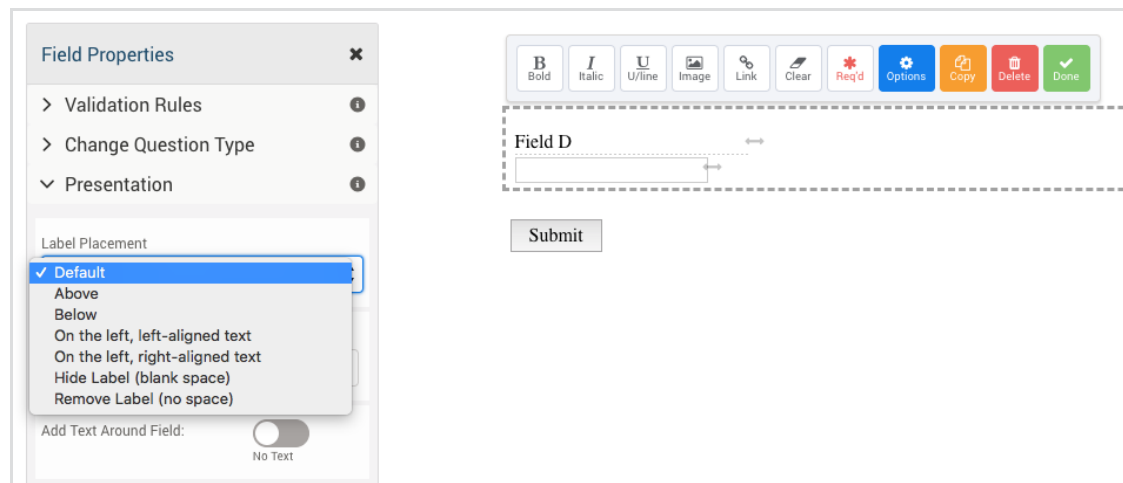 Field Properties
Validation Rules
Change Question Type
Presentation
Label Placement
Default
Above
Below
On the left, left-aligned text
On the left, right-aligned text
Hide Label (blank space)
Remove Label (no space)
Add Text Around Field:
No Text
B I U
Bold Italic U/line Image Link Clear Req'd Options Copy Delete Done
Field D
Submit